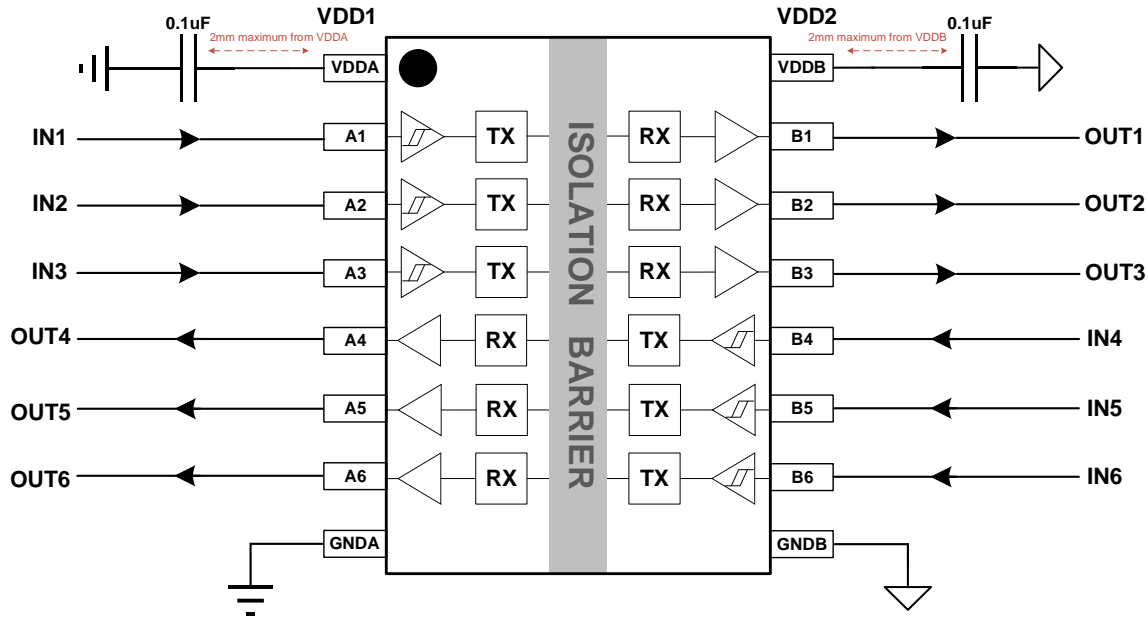 VDD1
VDD2
0.1uF
0.1uF
2mm maximum from VDDA
2mm maximum from VDDB
VDDA
VDDB
IN1
A1
TX
RX
B1
OUT1
IN2
A2
TX
RX
B2
OUT2
IN3
A3
TX
RX
B3
OUT3
OUT4
A4
RX
TX
B4
IN4
OUT5
A5
RX
TX
B5
IN5
OUT6
A6
RX
TX
B6
IN6
ISOLATION BARRIER
GNDA
GNDB